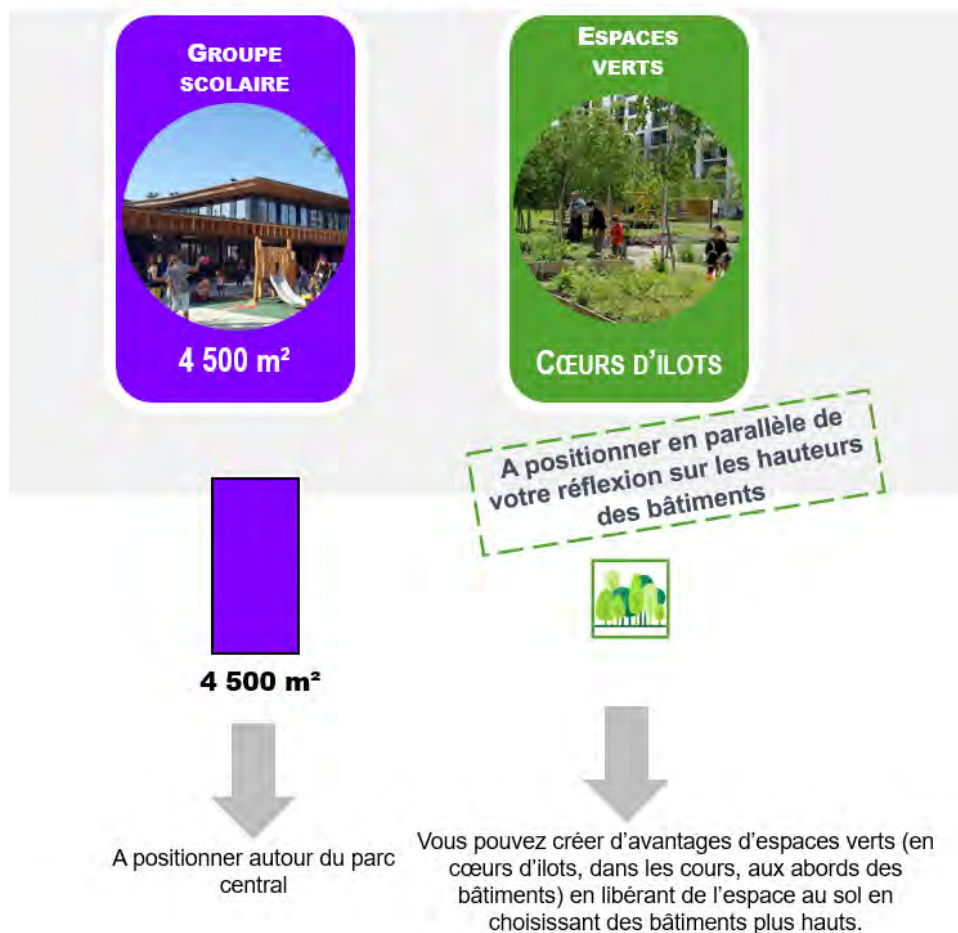 GROUPE
SCOLAIRE
4 500 m²
ESPACES
VERTS
CŒURS D'ILOTS
A positionner en parallèle de
votre réflexion sur les hauteurs
des bâtiments
4 500 m²
A positionner autour du parc
central
Vous pouvez créer d'avantages d'espaces verts (en
cœurs d'ilots, dans les cours, aux abords des
bâtiments) en libérant de l'espace au sol en
choisissant des bâtiments plus hauts.